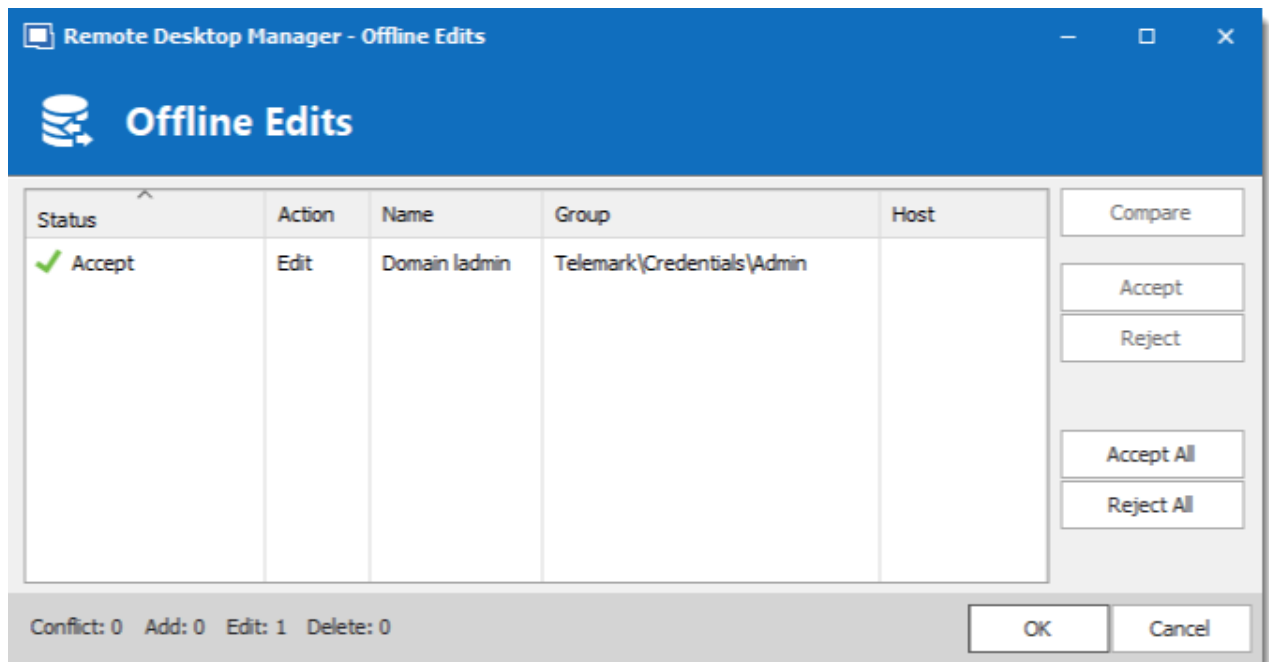 Remote Desktop Manager - Offline Edits
Offline Edits
Status Action Name Group Host
Accept Edit Domain ladmin Telemark\Credentials\Admin
Compare
Accept
Reject
Accept All
Reject All
Conflict: 0 Add: 0 Edit: 1 Delete: 0
OK Cancel